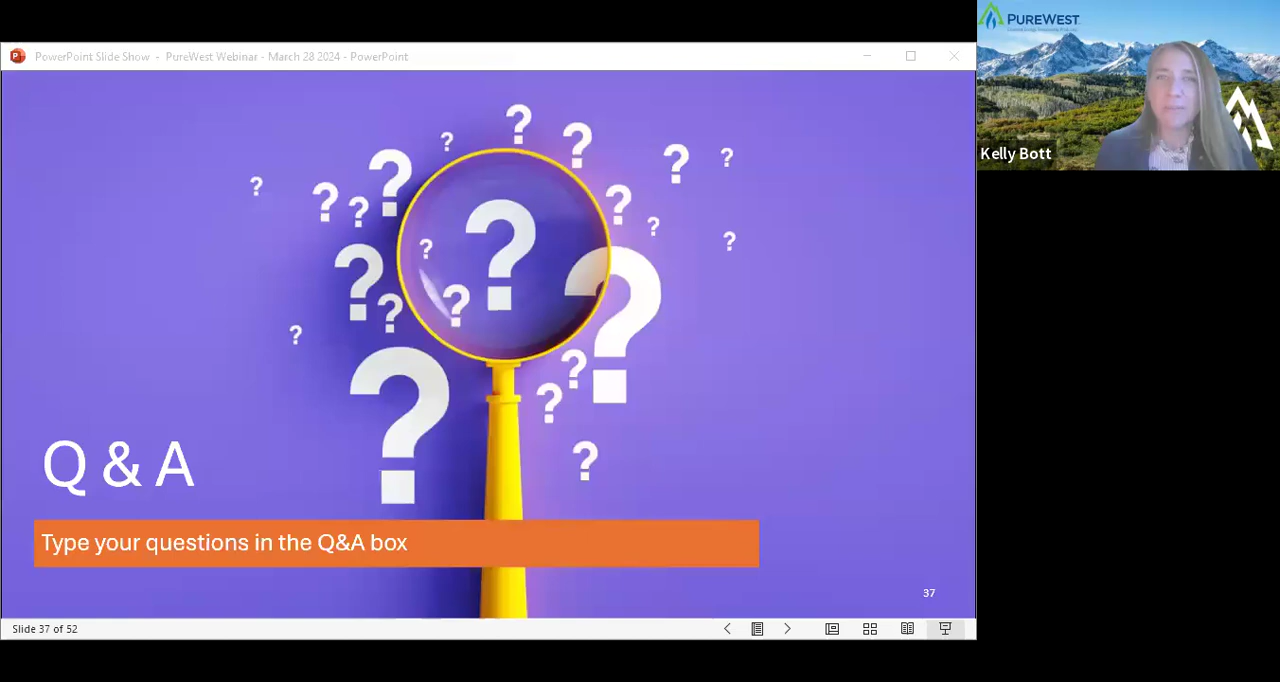 PowerPoint Slide Show - PureWest Webinar - March 28 2024 - PowerPoint
PUREWEST
Kelly Bott
? ? ? ? ? ? ? ? ? ? ? ? ? ? ? ? ? ? ? ? ? ? ?
Q & A
Type your questions in the Q&A box
37
Slide 37 of 52